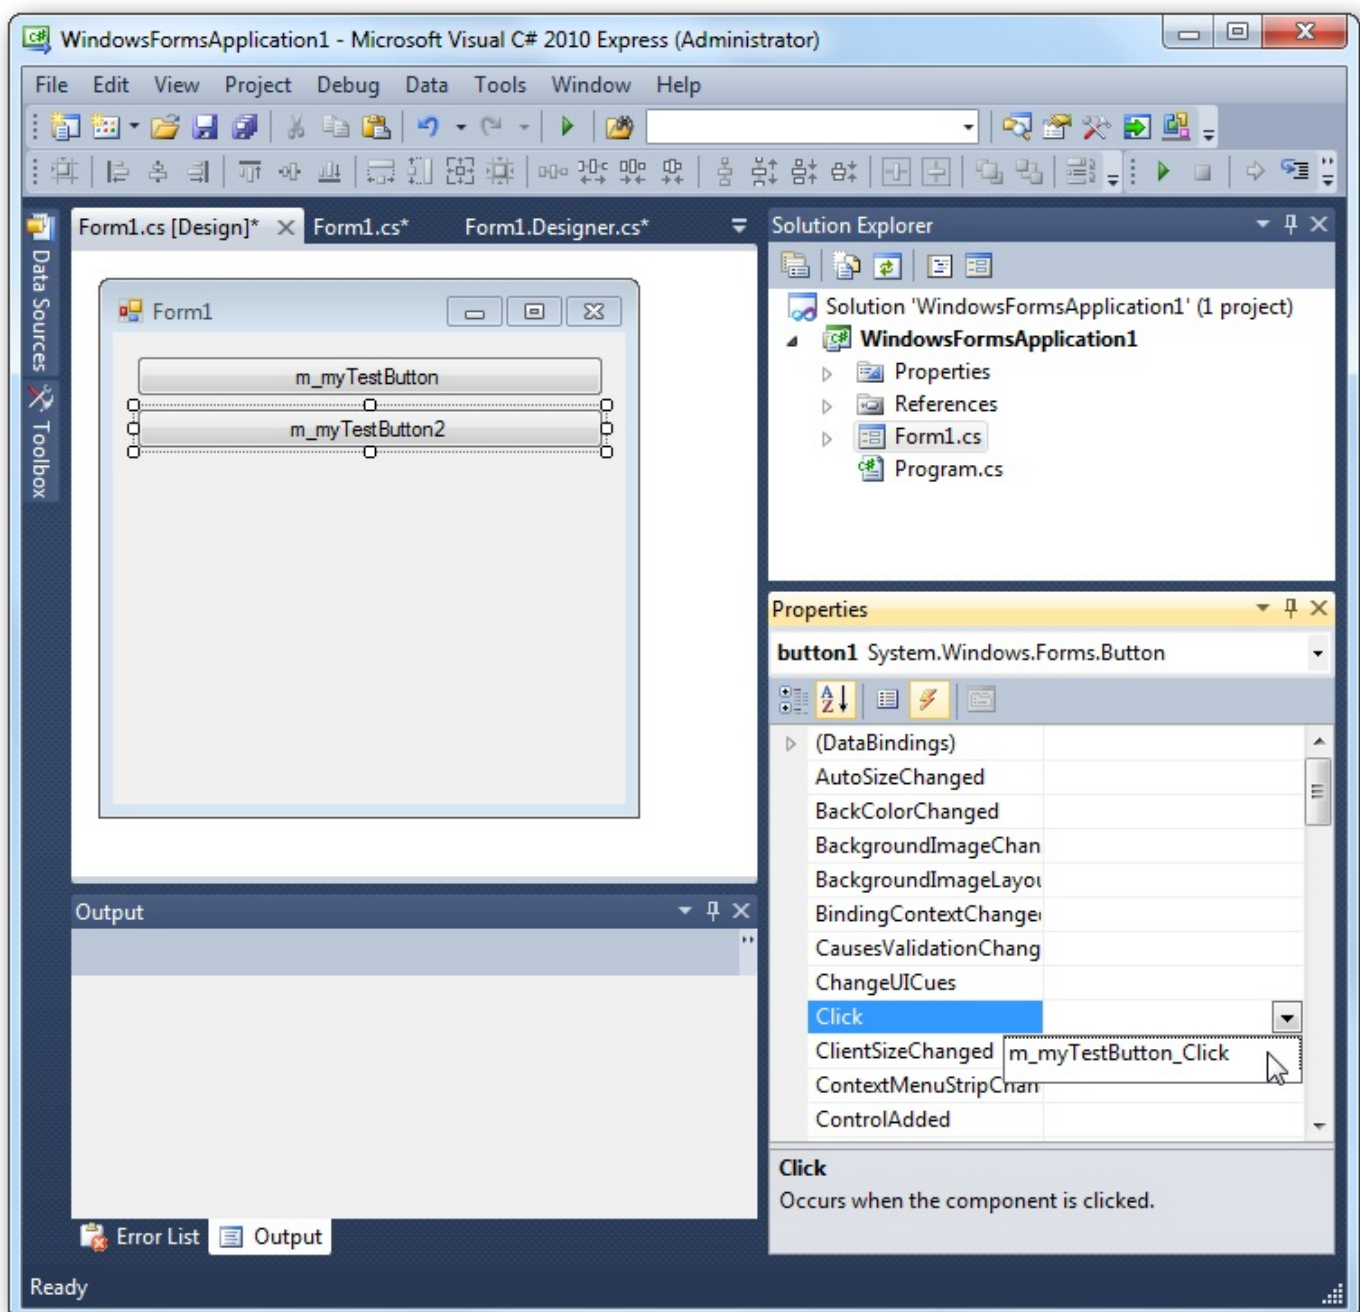 WindowsFormsApplication1 - Microsoft Visual C# 2010 Express (Administrator)
File Edit View Project Debug Data Tools Window Help
Data Sources
Toolbox
Form1.cs [Design]* Form1.cs* Form1.Designer.cs*
Form1
m_myTestButton
m_myTestButton2
Output
Error List Output
Solution Explorer
Solution 'WindowsFormsApplication1' (1 project)
WindowsFormsApplication1
Properties
References
Form1.cs
Program.cs
Properties
button1 System.Windows.Forms.Button
(DataBindings)
AutoSizeChanged
BackColorChanged
BackgroundImageChan
BackgroundImageLayou
BindingContextChange
CausesValidationChang
ChangeUICues
Click
ClientSizeChanged m_myTestButton_Click
ContextMenuStripChan
ControlAdded
Click
Occurs when the component is clicked.
Ready